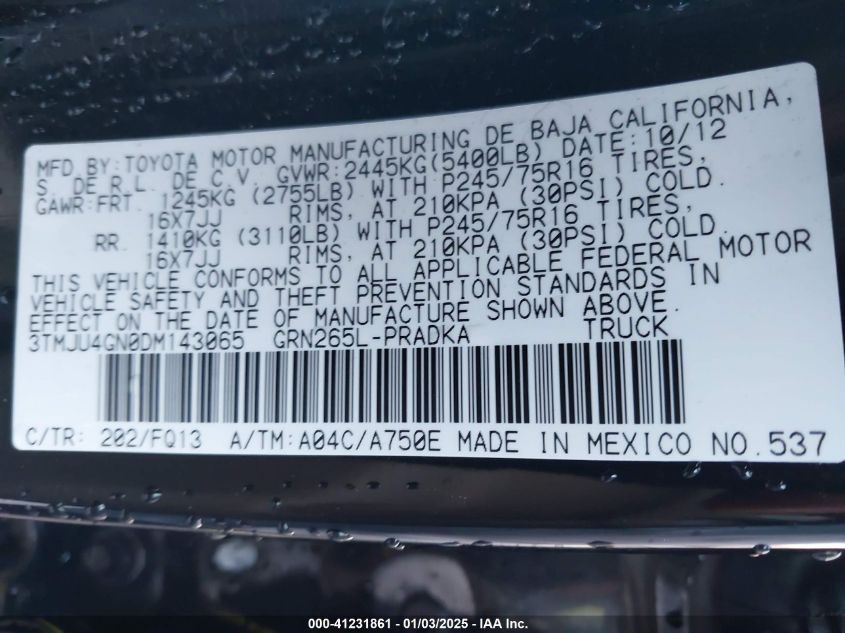 MFD BY:TOYOTA MOTOR MANUFACTURING DE BAJA CALIFORNIA,
S. DE R.L. DE C.V. GVWR:2445KG(5400LB) DATE:10/12
GAWR:FRT. 1245KG (2755LB) WITH P245/75R16 TIRES,
16X7JJ RIMS, AT 210KPA (30PSI) COLD.
RR. 1410KG (3110LB) WITH P245/75R16 TIRES,
16X7JJ RIMS, AT 210KPA (30PSI) COLD.
THIS VEHICLE CONFORMS TO ALL APPLICABLE FEDERAL MOTOR
VEHICLE SAFETY AND THEFT PREVENTION STANDARDS IN
EFFECT ON THE DATE OF MANUFACTURE SHOWN ABOVE.
3TMJU4GN0DM143065 GRN265L-PRADKA TRUCK
C/TR: 202/FQ13 A/TM:A04C/A750E MADE IN MEXICO NO.537
000-41231861 - 01/03/2025 - IAA Inc.